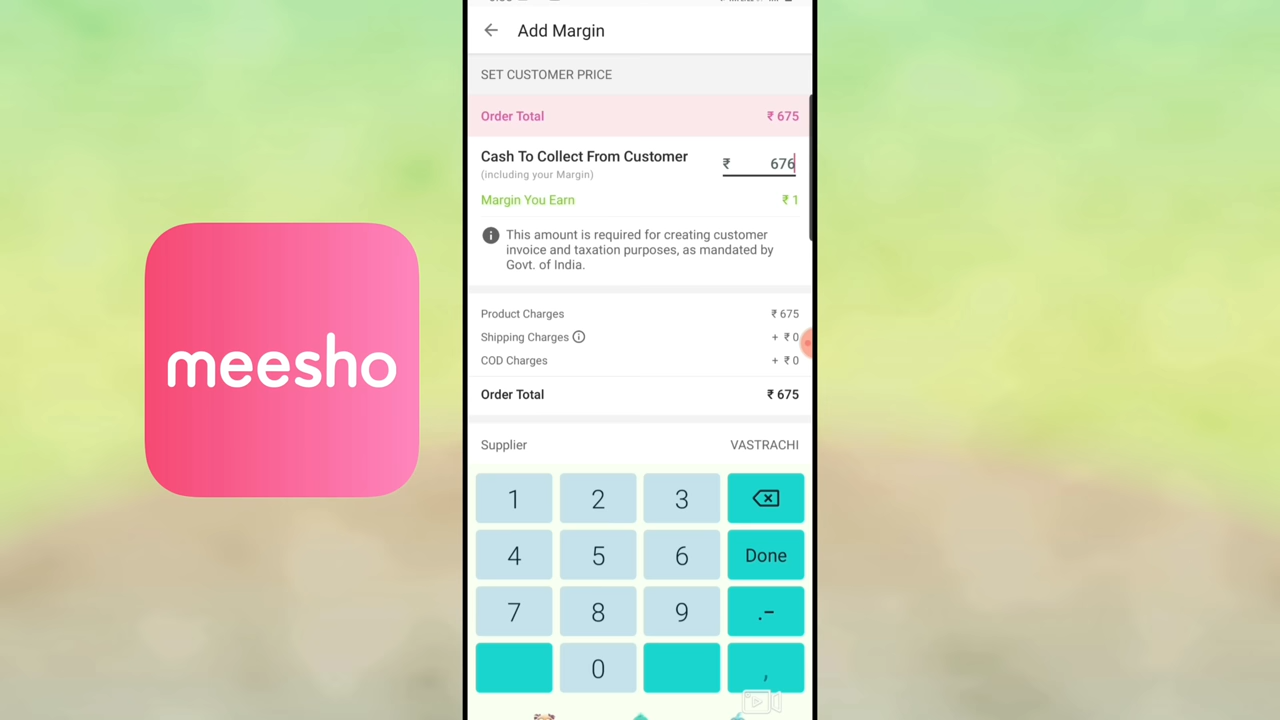 Add Margin
SET CUSTOMER PRICE
Order Total ₹ 675
Cash To Collect From Customer ₹ 676
(including your Margin)
Margin You Earn ₹ 1
This amount is required for creating customer
invoice and taxation purposes, as mandated by
Govt. of India.
Product Charges ₹ 675
Shipping Charges + ₹ 0
COD Charges + ₹ 0
Order Total ₹ 675
Supplier VASTRACHI
meesho
1 2 3
4 5 6 Done
7 8 9 .-
0 ,